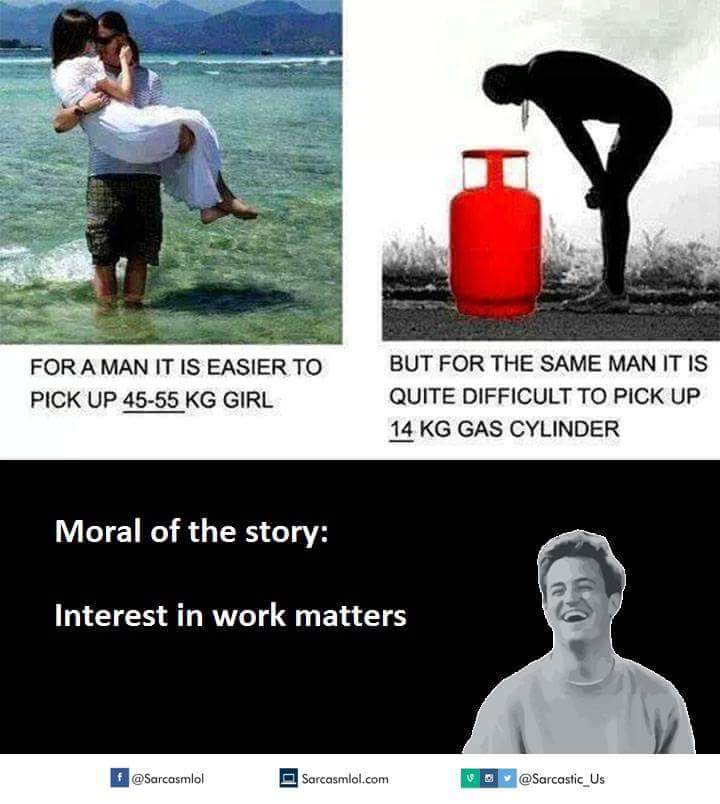 FOR A MAN IT IS EASIER TO
PICK UP 45-55 KG GIRL
BUT FOR THE SAME MAN IT IS
QUITE DIFFICULT TO PICK UP
14 KG GAS CYLINDER
Moral of the story:
Interest in work matters
@Sarcasmlol
Sarcasmlol.com
@Sarcastic_Us